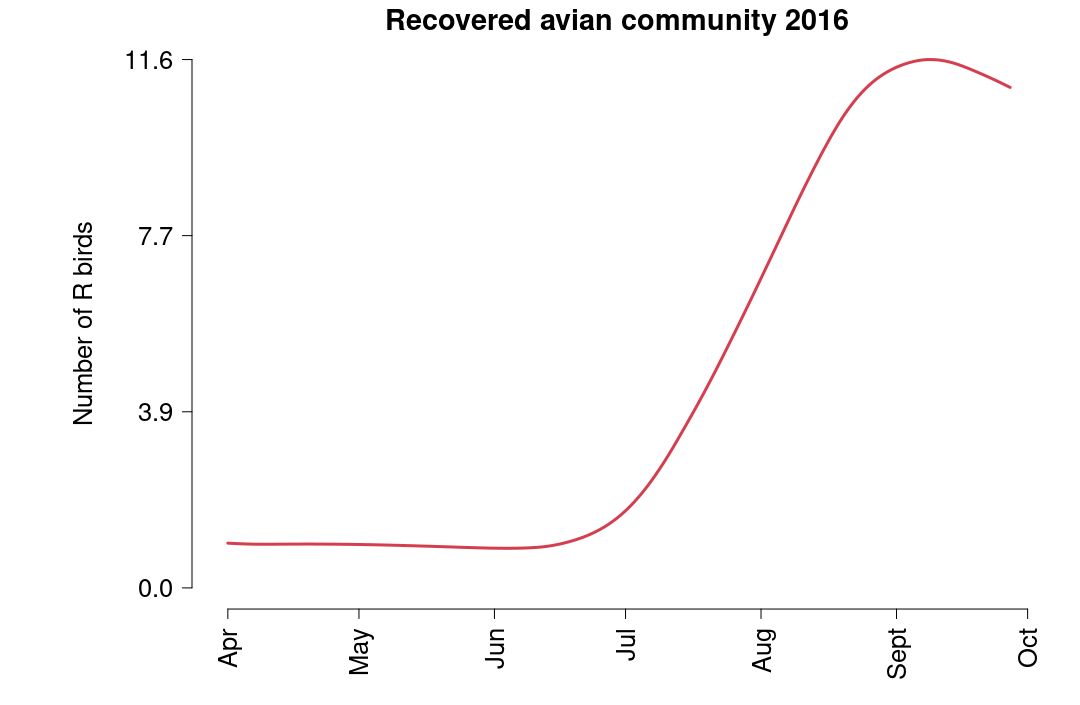 Recovered avian community 2016
Number of R birds
11.6
7.7
3.9
0.0
Apr
May
Jun
Jul
Aug
Sept
Oct